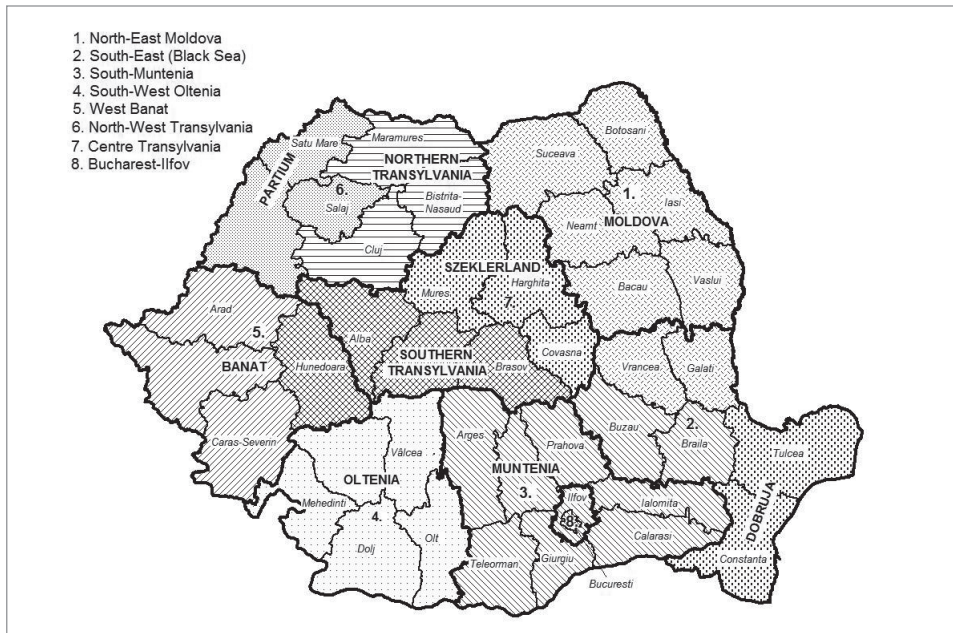 1. North-East Moldova
2. South-East (Black Sea)
3. South-Muntenia
4. South-West Oltenia
5. West Banat
6. North-West Transylvania
7. Centre Transylvania
8. Bucharest-Ilfov
Botosani
Satu Mare
Maramures
Suceava
NORTHERN
TRANSYLVANIA
PARTIUM
6.
Salaj
Bistrita-
Nasaud
1.
Iasi
Neamt
MOLDOVA
Cluj
SZEKLERLAND
Harghita
Mures
7.
Bacau
Vaslui
Arad
5.
Alba
SOUTHERN
TRANSYLVANIA
Covasna
BANAT
Hunedoara
Brasov
Vrancea
Galati
Caras-Severin
Arges
Prahova
Buzau
2.
Braila
Tulcea
Vâlcea
OLTENIA
MUNTENIA
3.
Ilfov
Ialomita
DOBRUJA
Mehedinti
4.
8.
Dolj
Olt
Calarasi
Teleorman
Giurgiu
Constanta
Bucuresti